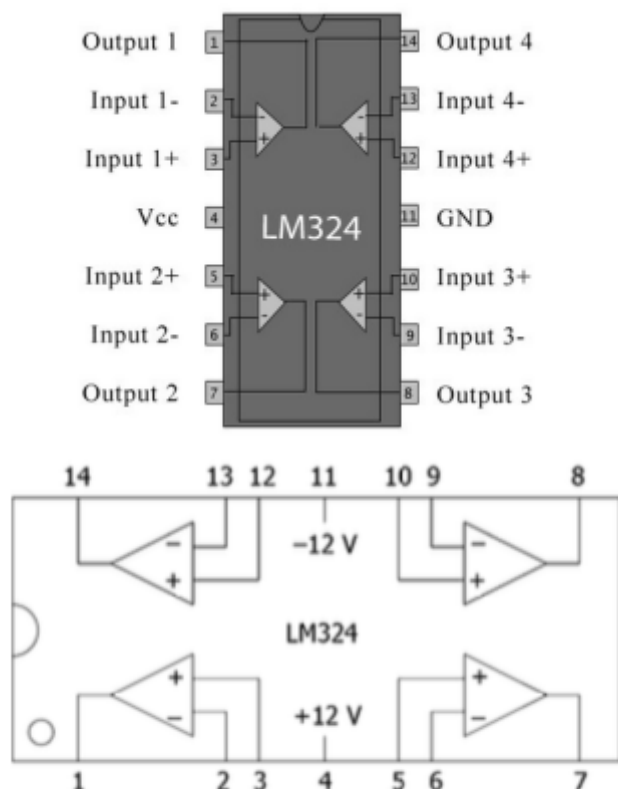 Output 1 1 14 Output 4
Input 1- 2 - - 13 Input 4-
Input 1+ 3 + + 12 Input 4+
Vcc 4 LM324 11 GND
Input 2+ 5 + + 10 Input 3+
Input 2- 6 - - 9 Input 3-
Output 2 7 8 Output 3
14 13 12 11 10 9 8
− −12 V −
+ +
LM324
+ +
− +12 V −
1 2 3 4 5 6 7